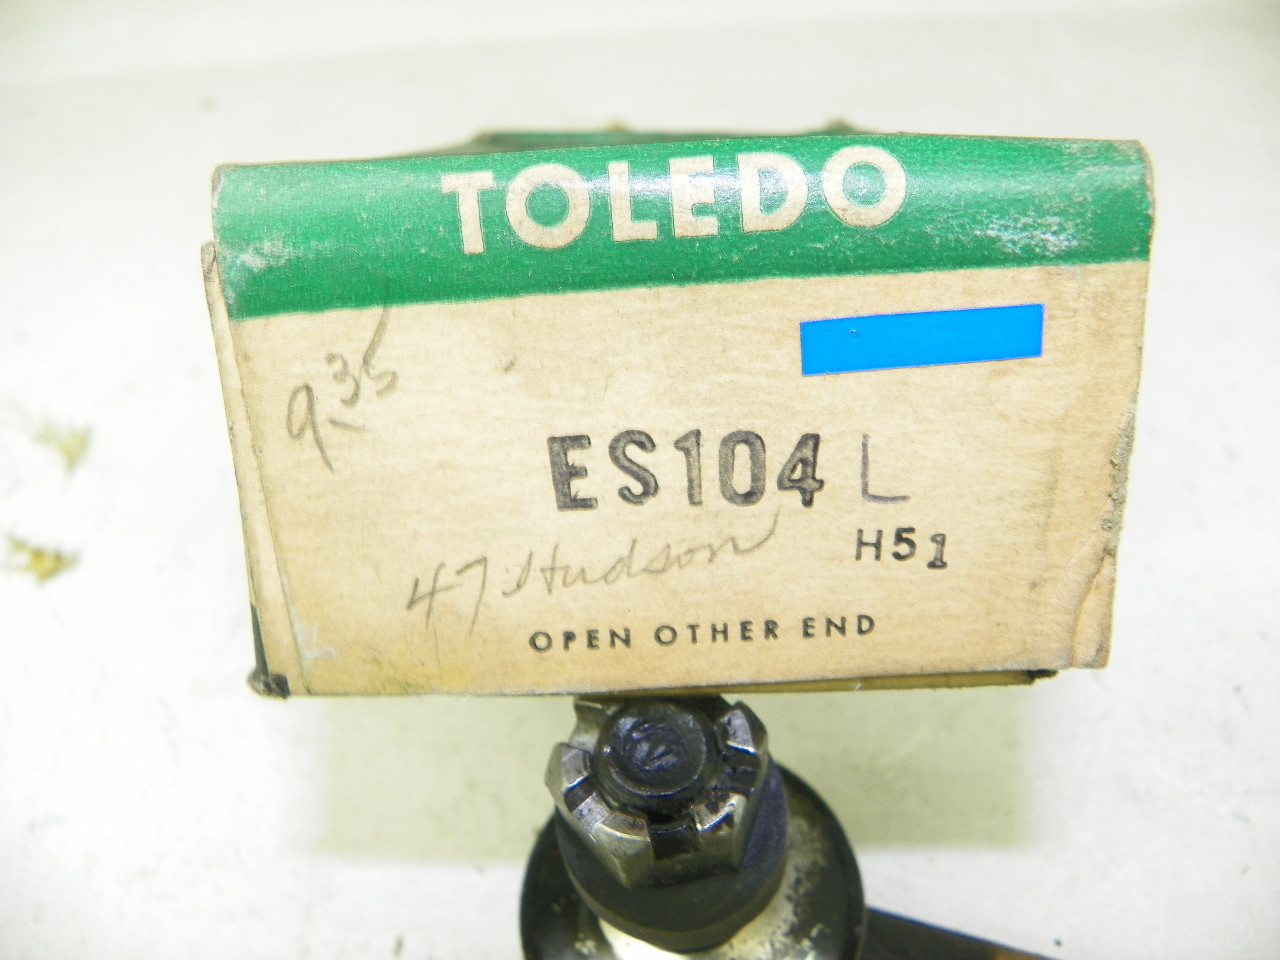 TOLEDO
9.35
ES104 L
H51
47 Hudson
OPEN OTHER END